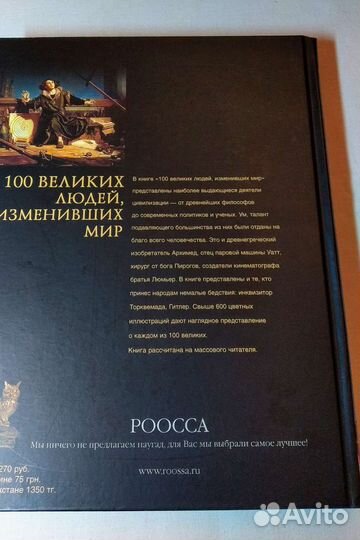 100 ВЕЛИКИХ
ЛЮДЕЙ,
ИЗМЕНИВШИХ
МИР
В книге «100 великих людей, изменивших мир»
представлены наиболее выдающиеся деятели
цивилизации — от древнейших философов
до современных политиков и ученых. Ум, талант
подавляющего большинства из них были отданы на
благо всего человечества. Это и древнегреческий
изобретатель Архимед, отец паровой машины Уатт,
хирург от бога Пирогов, создатели кинематографа
братья Люмьер. В книге представлены и те, кто
принес народам немалые бедствия: инквизитор
Торквемада, Гитлер. Свыше 600 цветных
иллюстраций дают наглядное представление
о каждом из 100 великих.
Книга рассчитана на массового читателя.
РООССА
Мы ничего не предлагаем наугад, для Вас мы выбрали самое лучшее!
www.roossa.ru
270 руб.
ине 75 грн.
хстане 1350 тг.
Avito